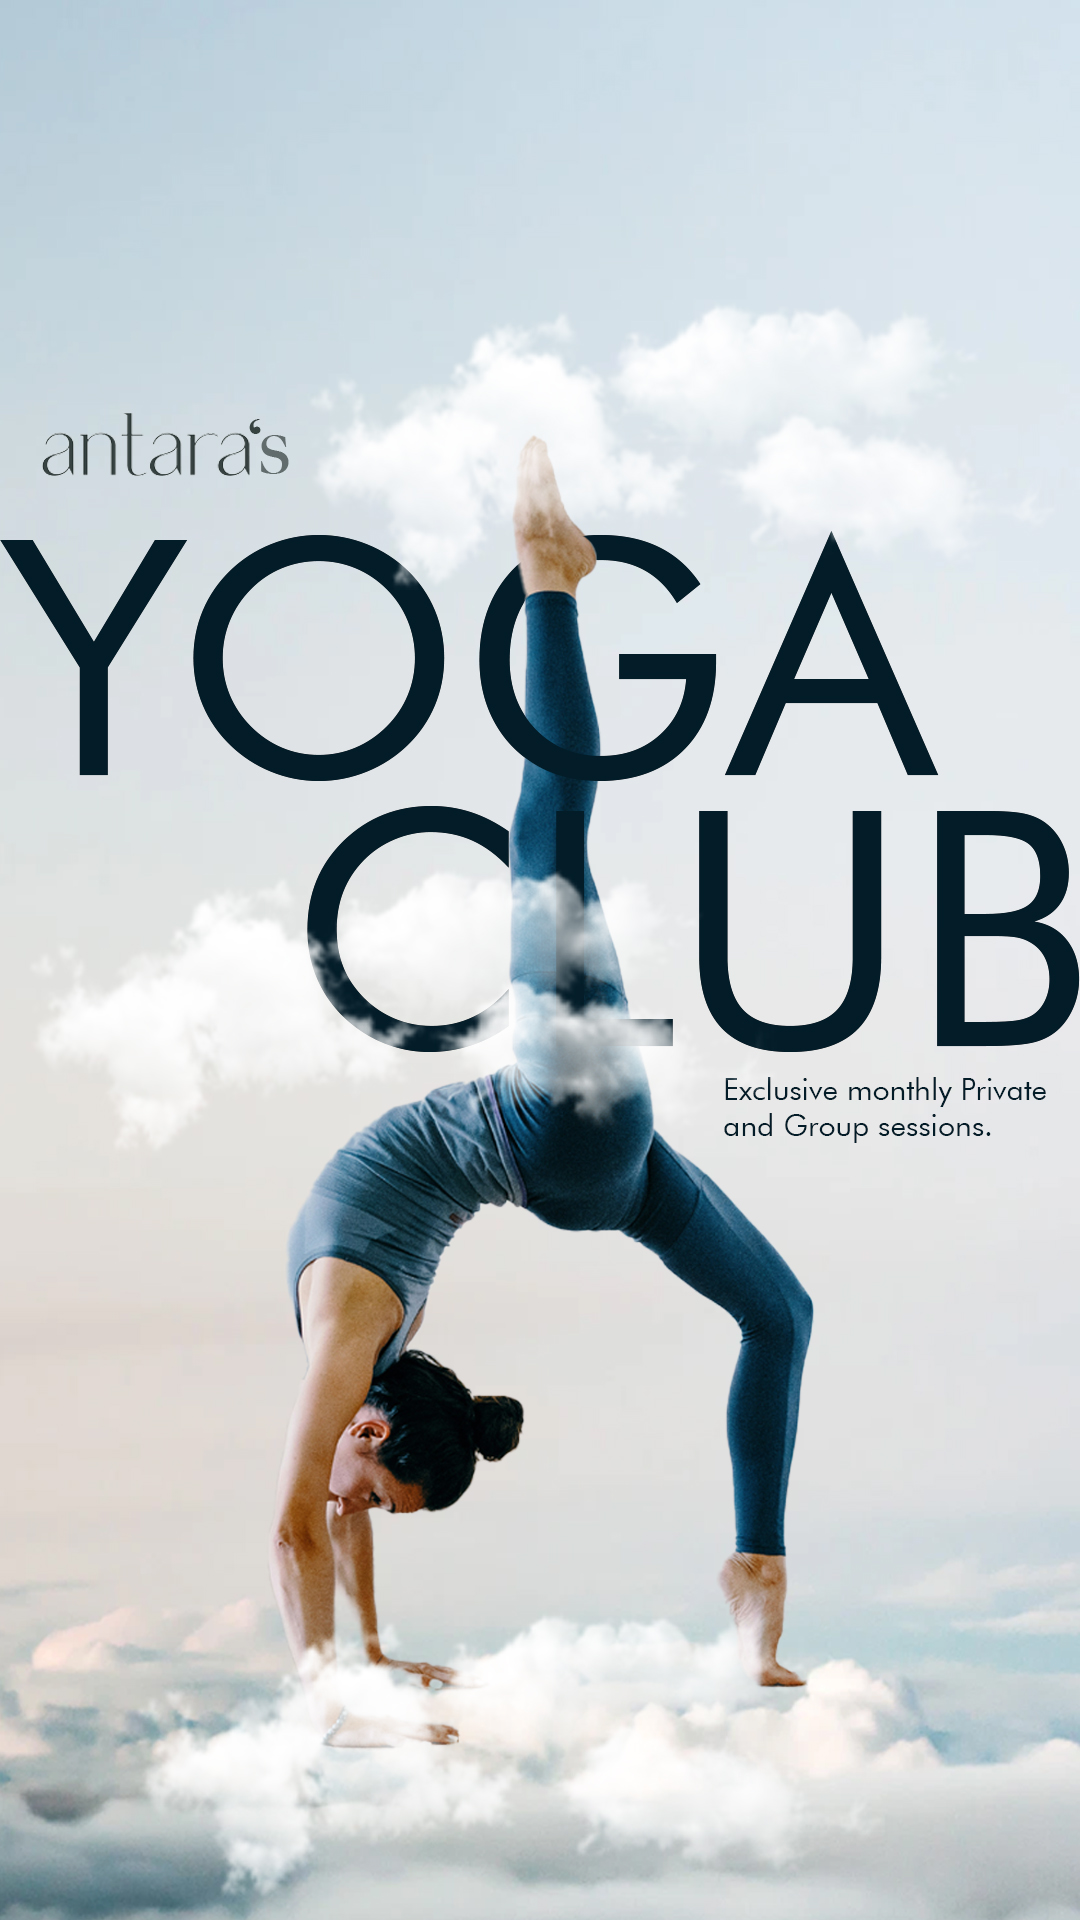 antara‘s
YOGA
CLUB
Exclusive monthly Private
and Group sessions.